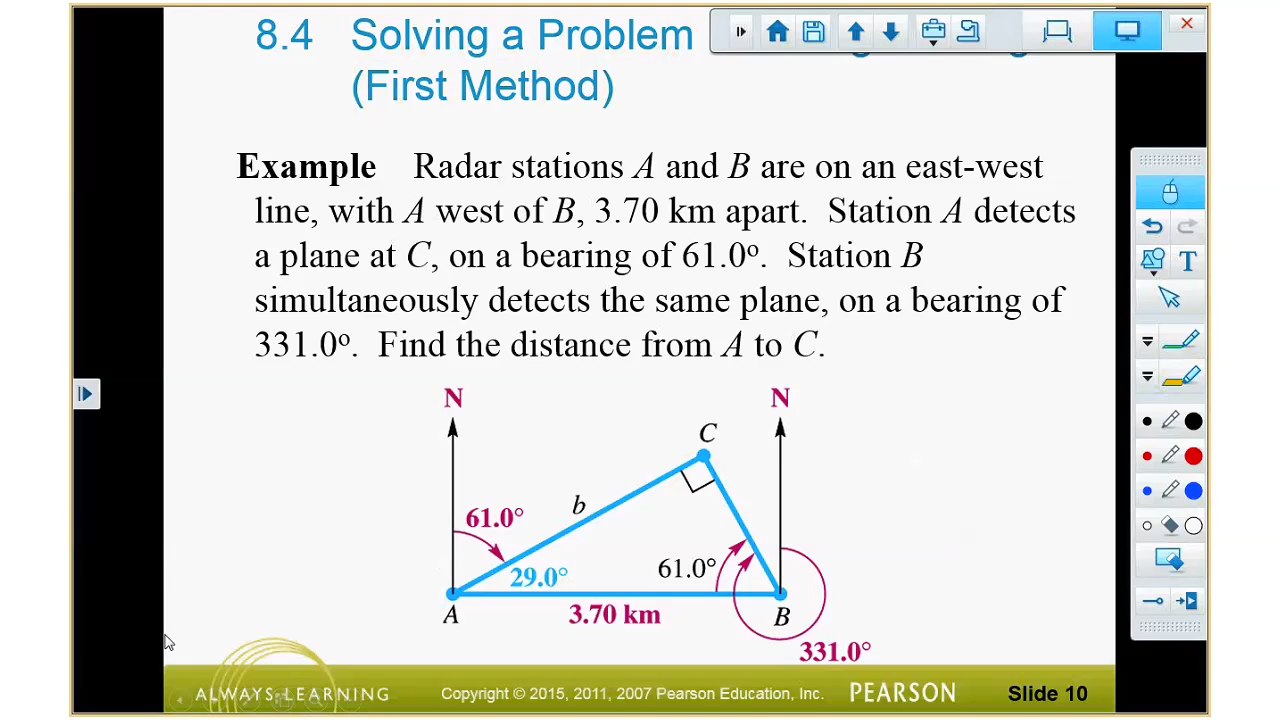 8.4 Solving a Problem
(First Method)
Example Radar stations A and B are on an east-west
line, with A west of B, 3.70 km apart. Station A detects
a plane at C, on a bearing of 61.0°. Station B
simultaneously detects the same plane, on a bearing of
331.0°. Find the distance from A to C.
N
N
C
b
61.0°
29.0°
61.0°
A
3.70 km
B
331.0°
ALWAYS LEARNING
Copyright © 2015, 2011, 2007 Pearson Education, Inc.
PEARSON
Slide 10
T